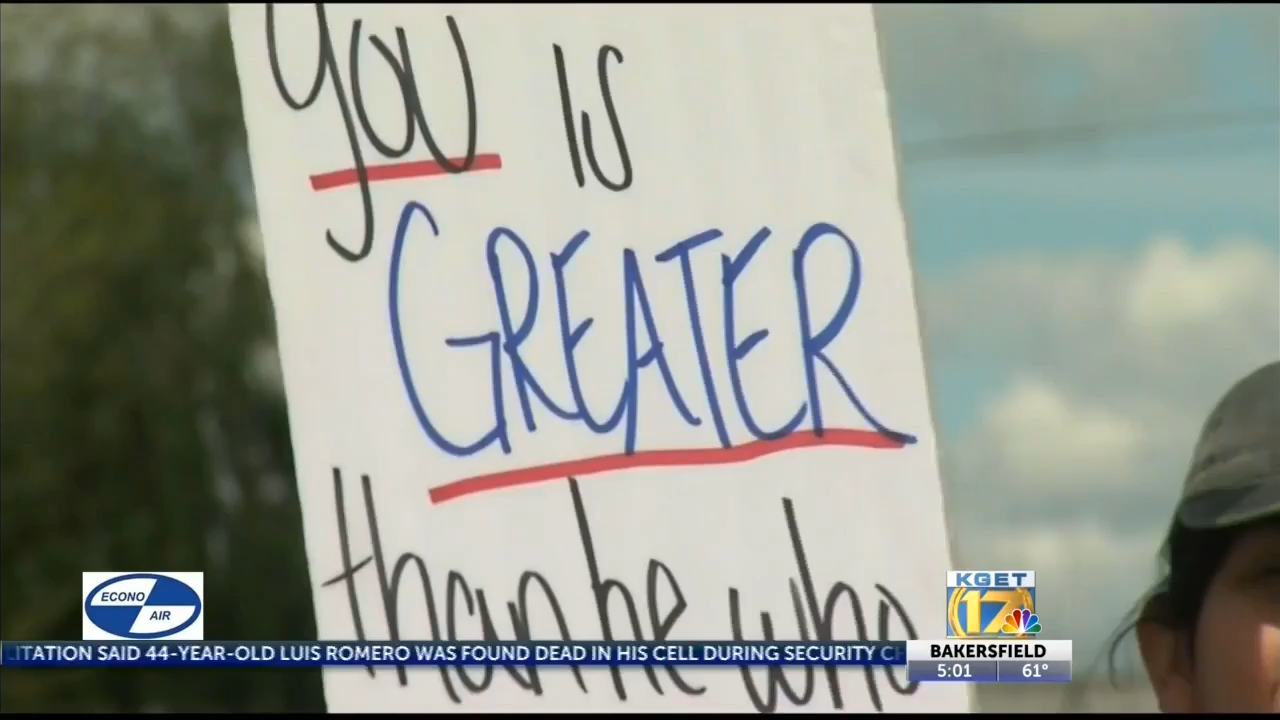 you is
GREATER
than he who
ECONO
AIR
KGET
17
ITATION SAID 44-YEAR-OLD LUIS ROMERO WAS FOUND DEAD IN HIS CELL DURING SECURITY
BAKERSFIELD
5:01 61°